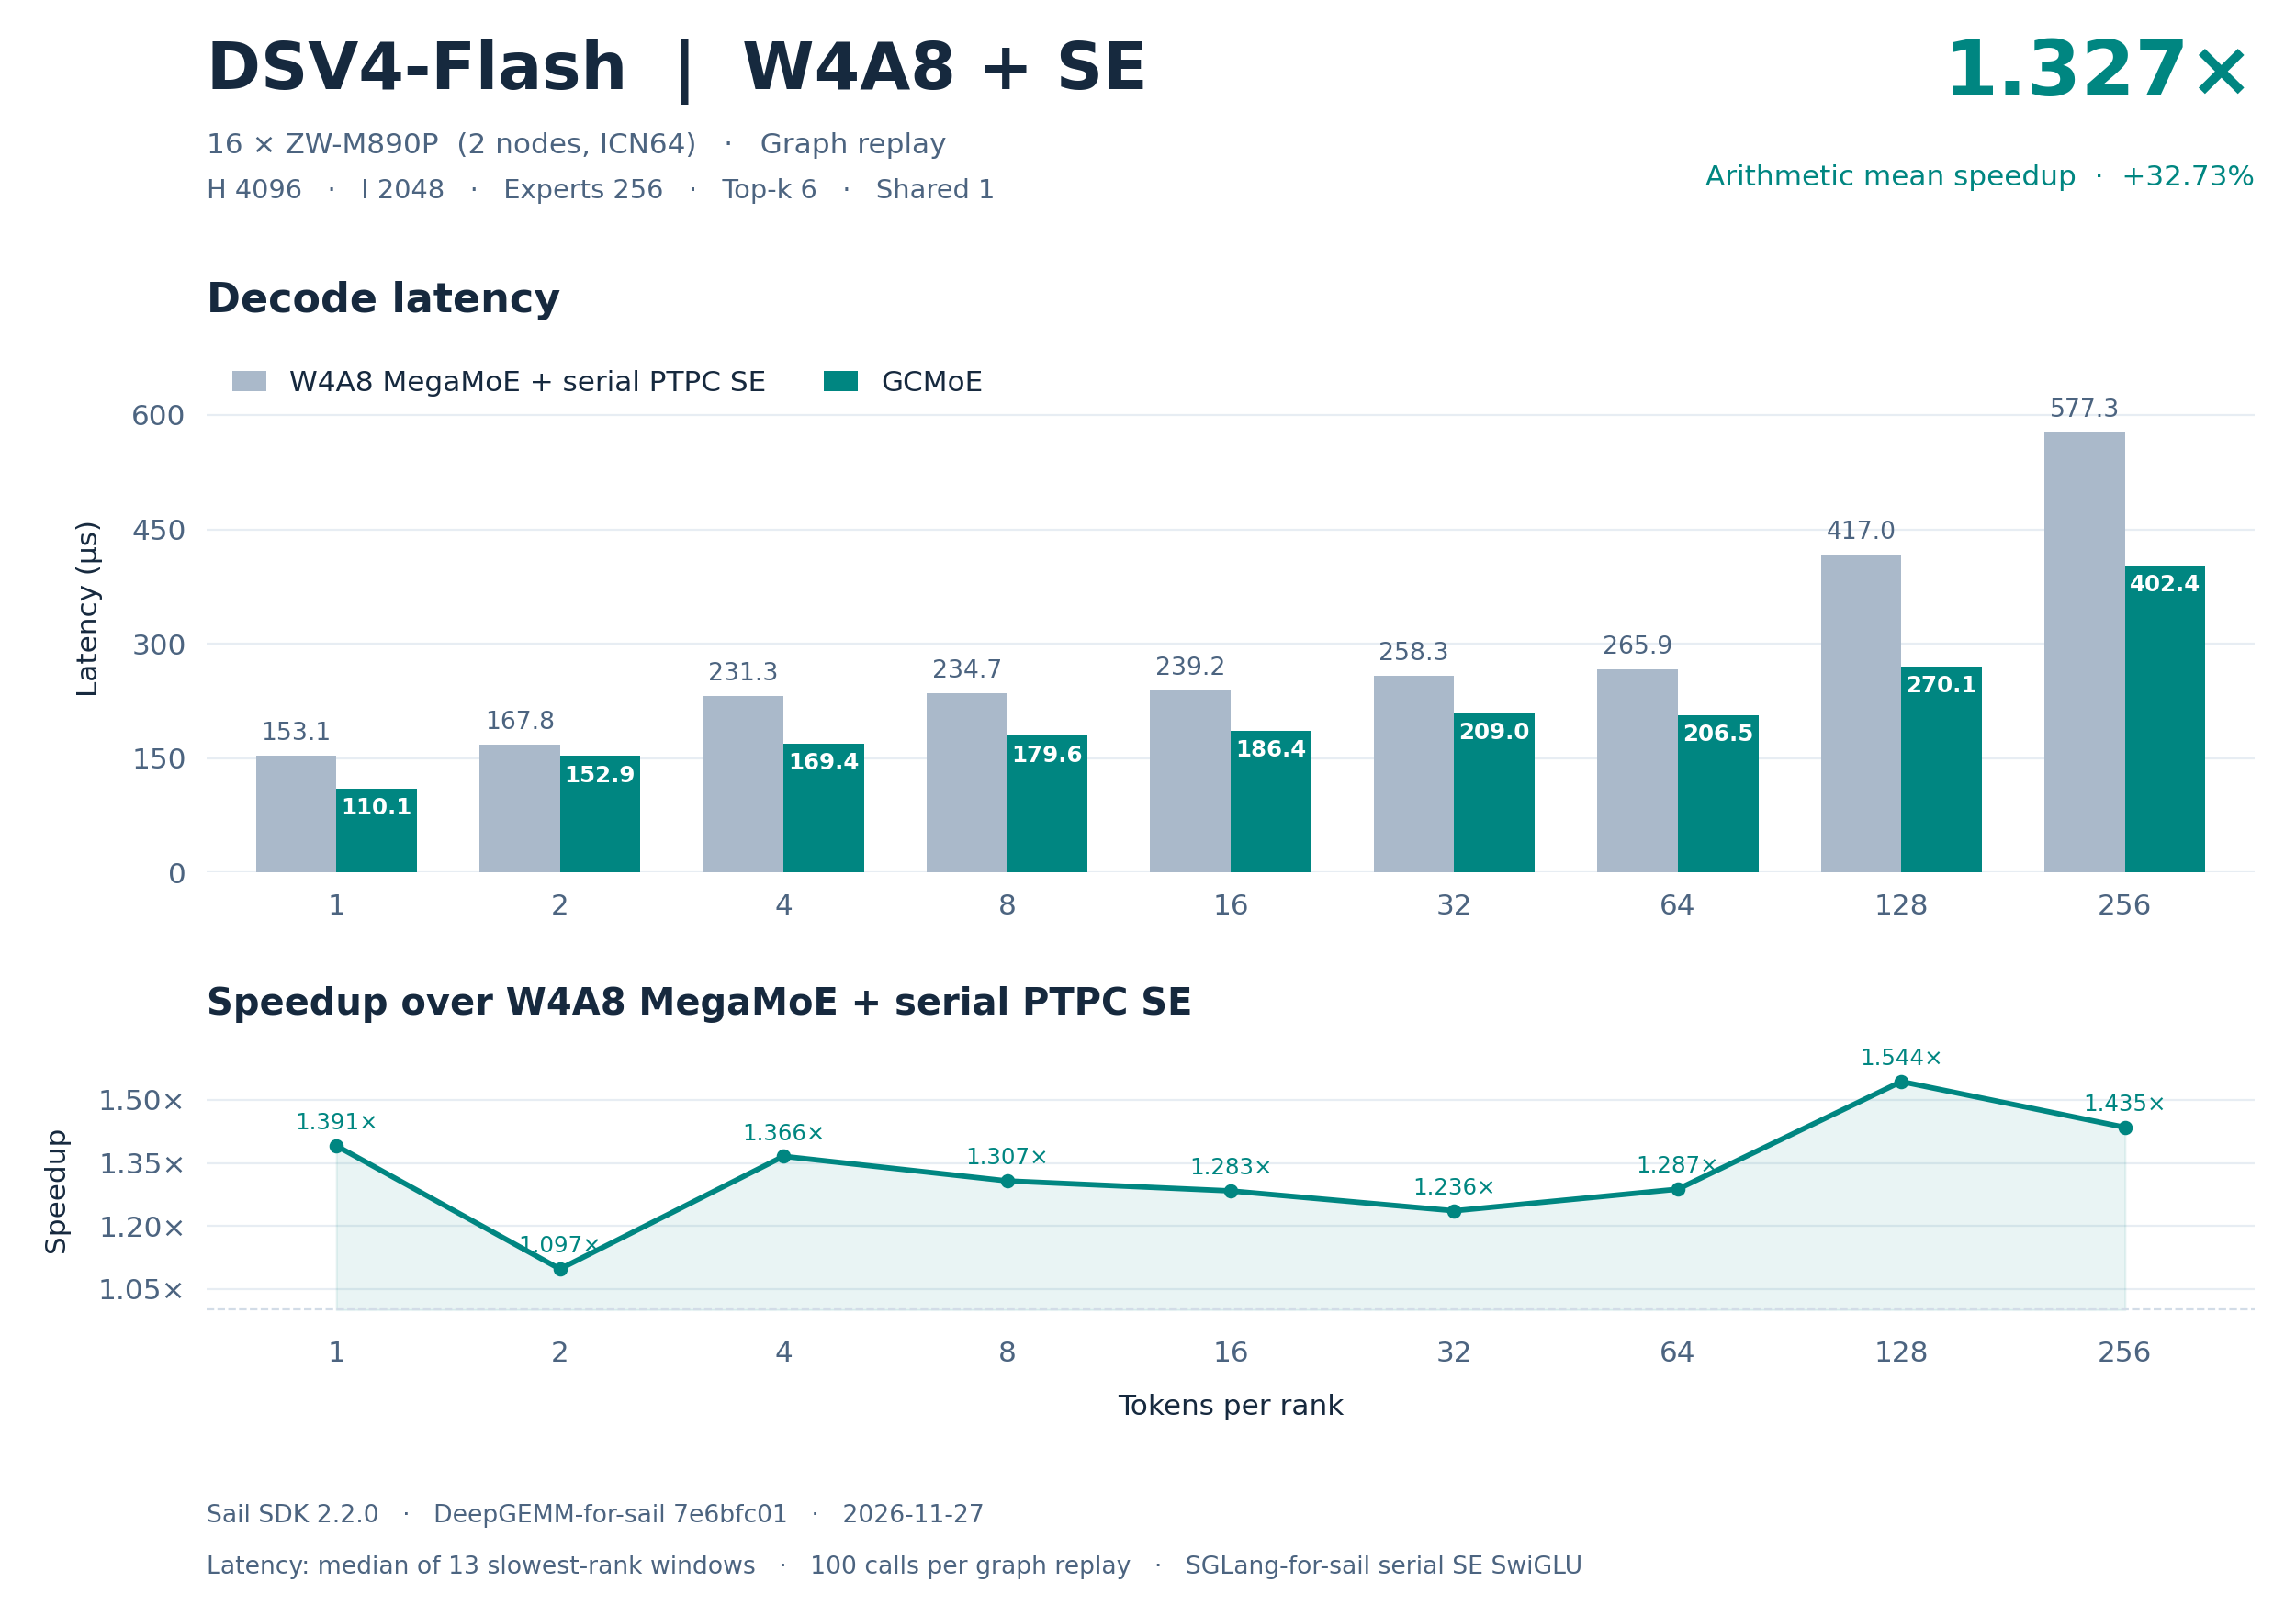 DSV4-Flash | W4A8 + SE
1.327×
16 × ZW-M890P (2 nodes, ICN64) · Graph replay
H 4096 · I 2048 · Experts 256 · Top-k 6 · Shared 1
Arithmetic mean speedup · +32.73%
Decode latency
W4A8 MegaMoE + serial PTPC SE
GCMoE
Latency (µs)
600
450
300
150
0
153.1
110.1
167.8
152.9
231.3
169.4
234.7
179.6
239.2
186.4
258.3
209.0
265.9
206.5
417.0
270.1
577.3
402.4
1 2 4 8 16 32 64 128 256
Speedup over W4A8 MegaMoE + serial PTPC SE
Speedup
1.50×
1.35×
1.20×
1.05×
1.391×
1.097×
1.366×
1.307×
1.283×
1.236×
1.287×
1.544×
1.435×
1 2 4 8 16 32 64 128 256
Tokens per rank
Sail SDK 2.2.0 · DeepGEMM-for-sail 7e6bfc01 · 2026-11-27
Latency: median of 13 slowest-rank windows · 100 calls per graph replay · SGLang-for-sail serial SE SwiGLU